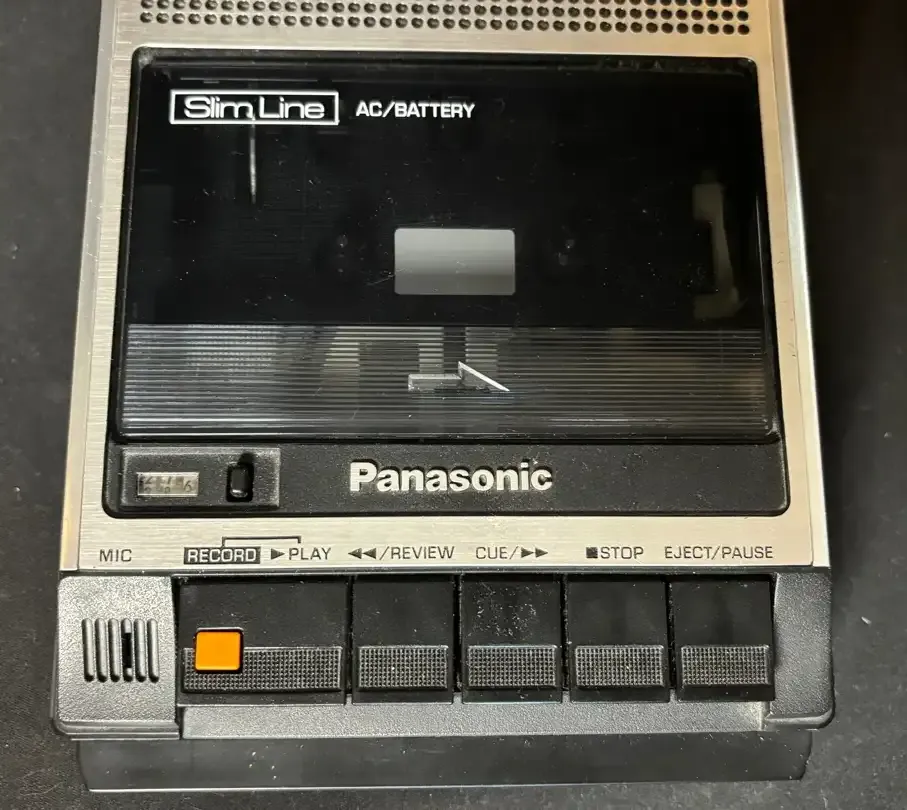 Slim Line AC/BATTERY
Panasonic
MIC RECORD ▶PLAY ◀◀/REVIEW CUE/▶▶ ■STOP EJECT/PAUSE